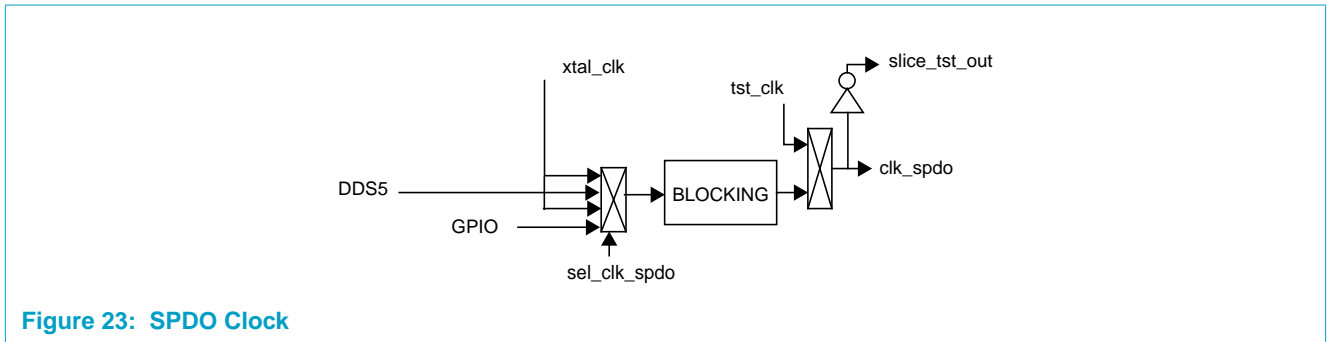 xtal_clk
slice_tst_out
tst_clk
DDS5
BLOCKING
clk_spdo
GPIO
sel_clk_spdo
Figure 23: SPDO Clock